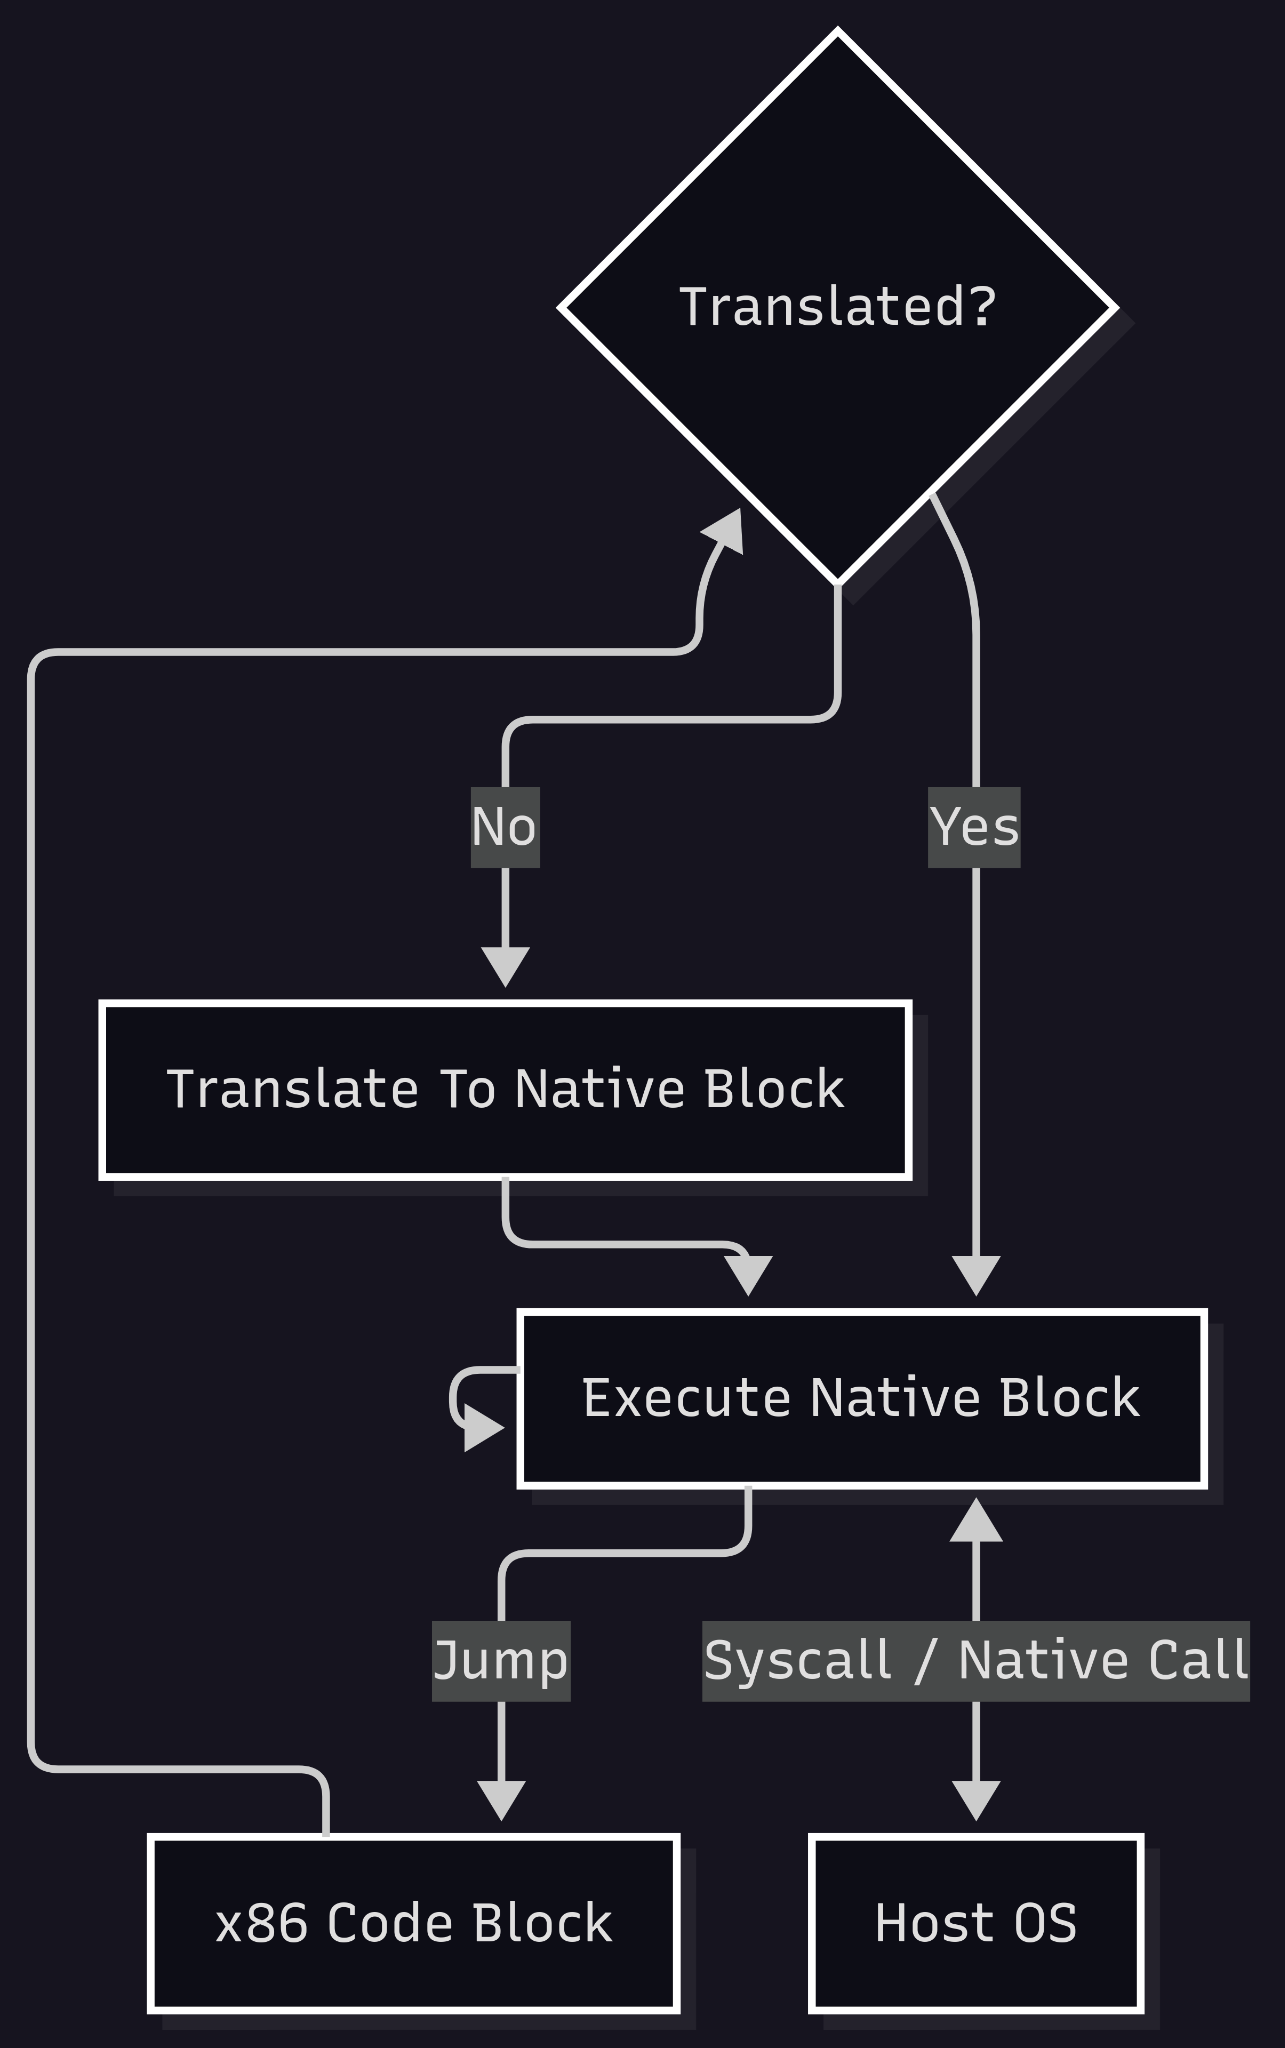 Translated?
No
Yes
Translate To Native Block
Execute Native Block
Jump
Syscall / Native Call
x86 Code Block
Host OS